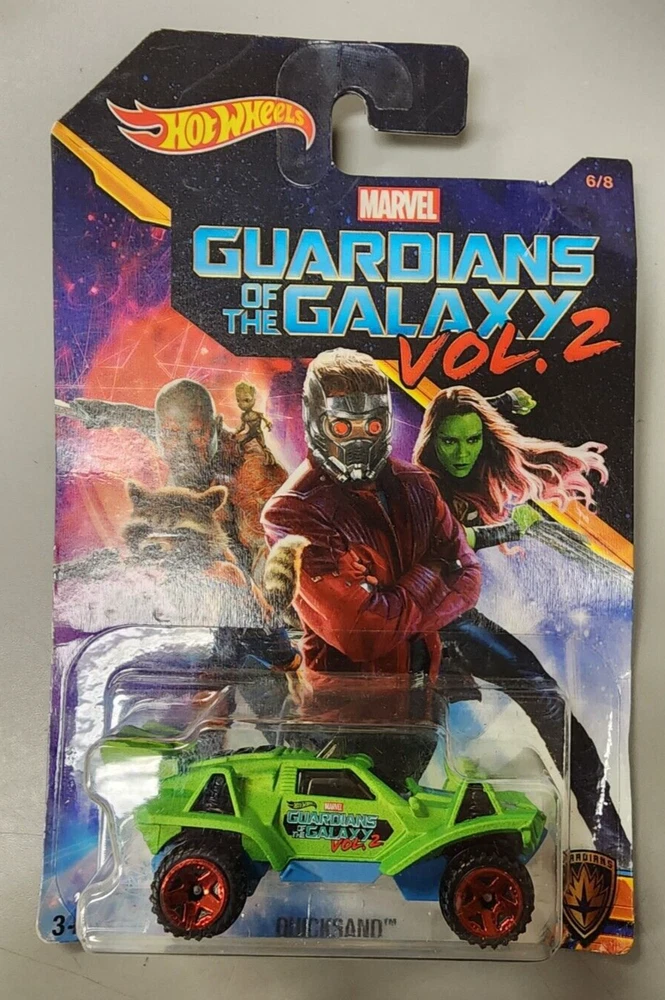 HOT WHEELS
6/8
MARVEL
GUARDIANS
OF THE GALAXY
VOL. 2
HOT WHEELS
MARVEL
GUARDIANS
OF THE GALAXY
VOL. 2
3+
QUICKSAND™